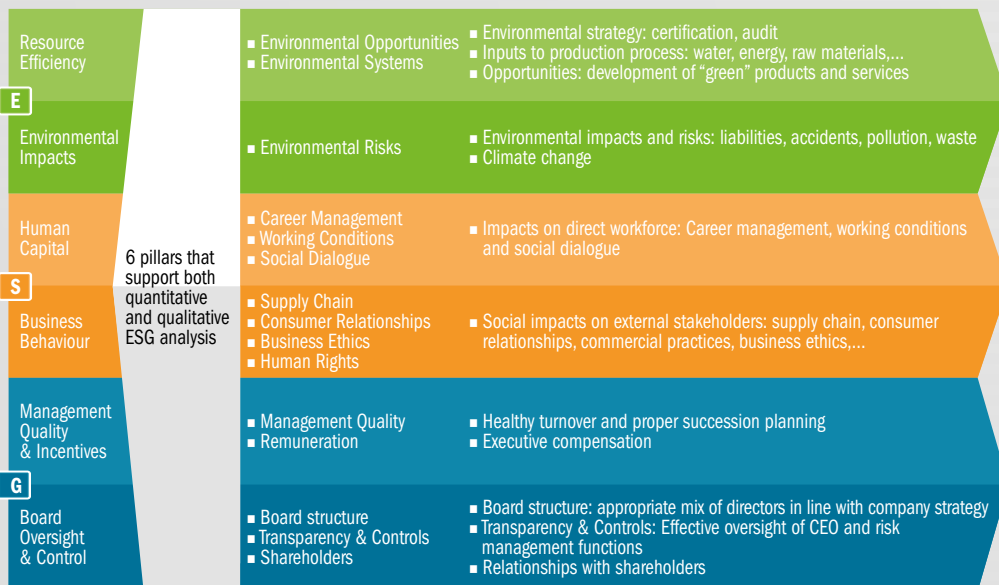 Resource
Efficiency
■ Environmental Opportunities
■ Environmental Systems
■ Environmental strategy: certification, audit
■ Inputs to production process: water, energy, raw materials,...
■ Opportunities: development of “green” products and services
E
Environmental
Impacts
■ Environmental Risks
■ Environmental impacts and risks: liabilities, accidents, pollution, waste
■ Climate change
Human
Capital
6 pillars that
support both
quantitative
and qualitative
ESG analysis
■ Career Management
■ Working Conditions
■ Social Dialogue
■ Impacts on direct workforce: Career management, working conditions
and social dialogue
S
Business
Behaviour
■ Supply Chain
■ Consumer Relationships
■ Business Ethics
■ Human Rights
■ Social impacts on external stakeholders: supply chain, consumer
relationships, commercial practices, business ethics,...
Management
Quality
& Incentives
■ Management Quality
■ Remuneration
■ Healthy turnover and proper succession planning
■ Executive compensation
G
Board
Oversight
& Control
■ Board structure
■ Transparency & Controls
■ Shareholders
■ Board structure: appropriate mix of directors in line with company strategy
■ Transparency & Controls: Effective oversight of CEO and risk
management functions
■ Relationships with shareholders